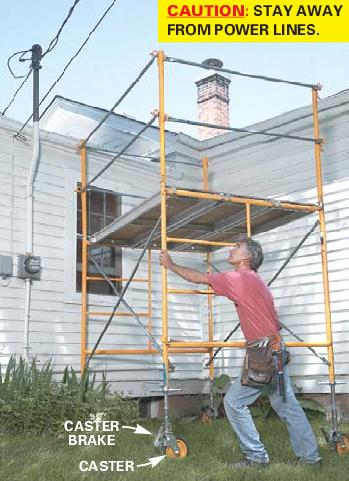 CAUTION: STAY AWAY
FROM POWER LINES.
CASTER
BRAKE
CASTER